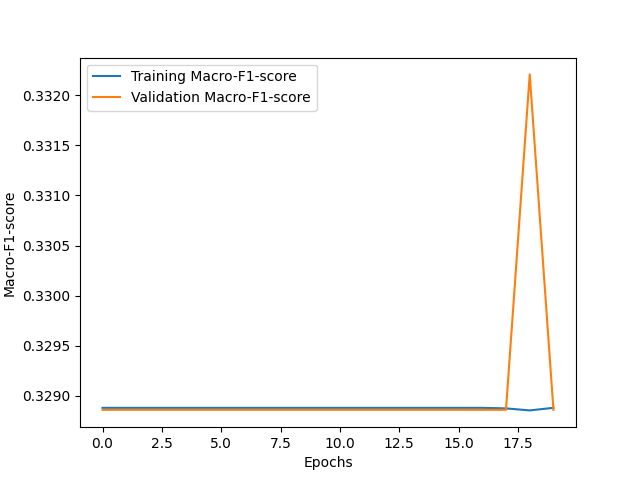 Training Macro-F1-score
Validation Macro-F1-score
0.3320
0.3315
0.3310
0.3305
0.3300
0.3295
0.3290
Macro-F1-score
0.0 2.5 5.0 7.5 10.0 12.5 15.0 17.5
Epochs